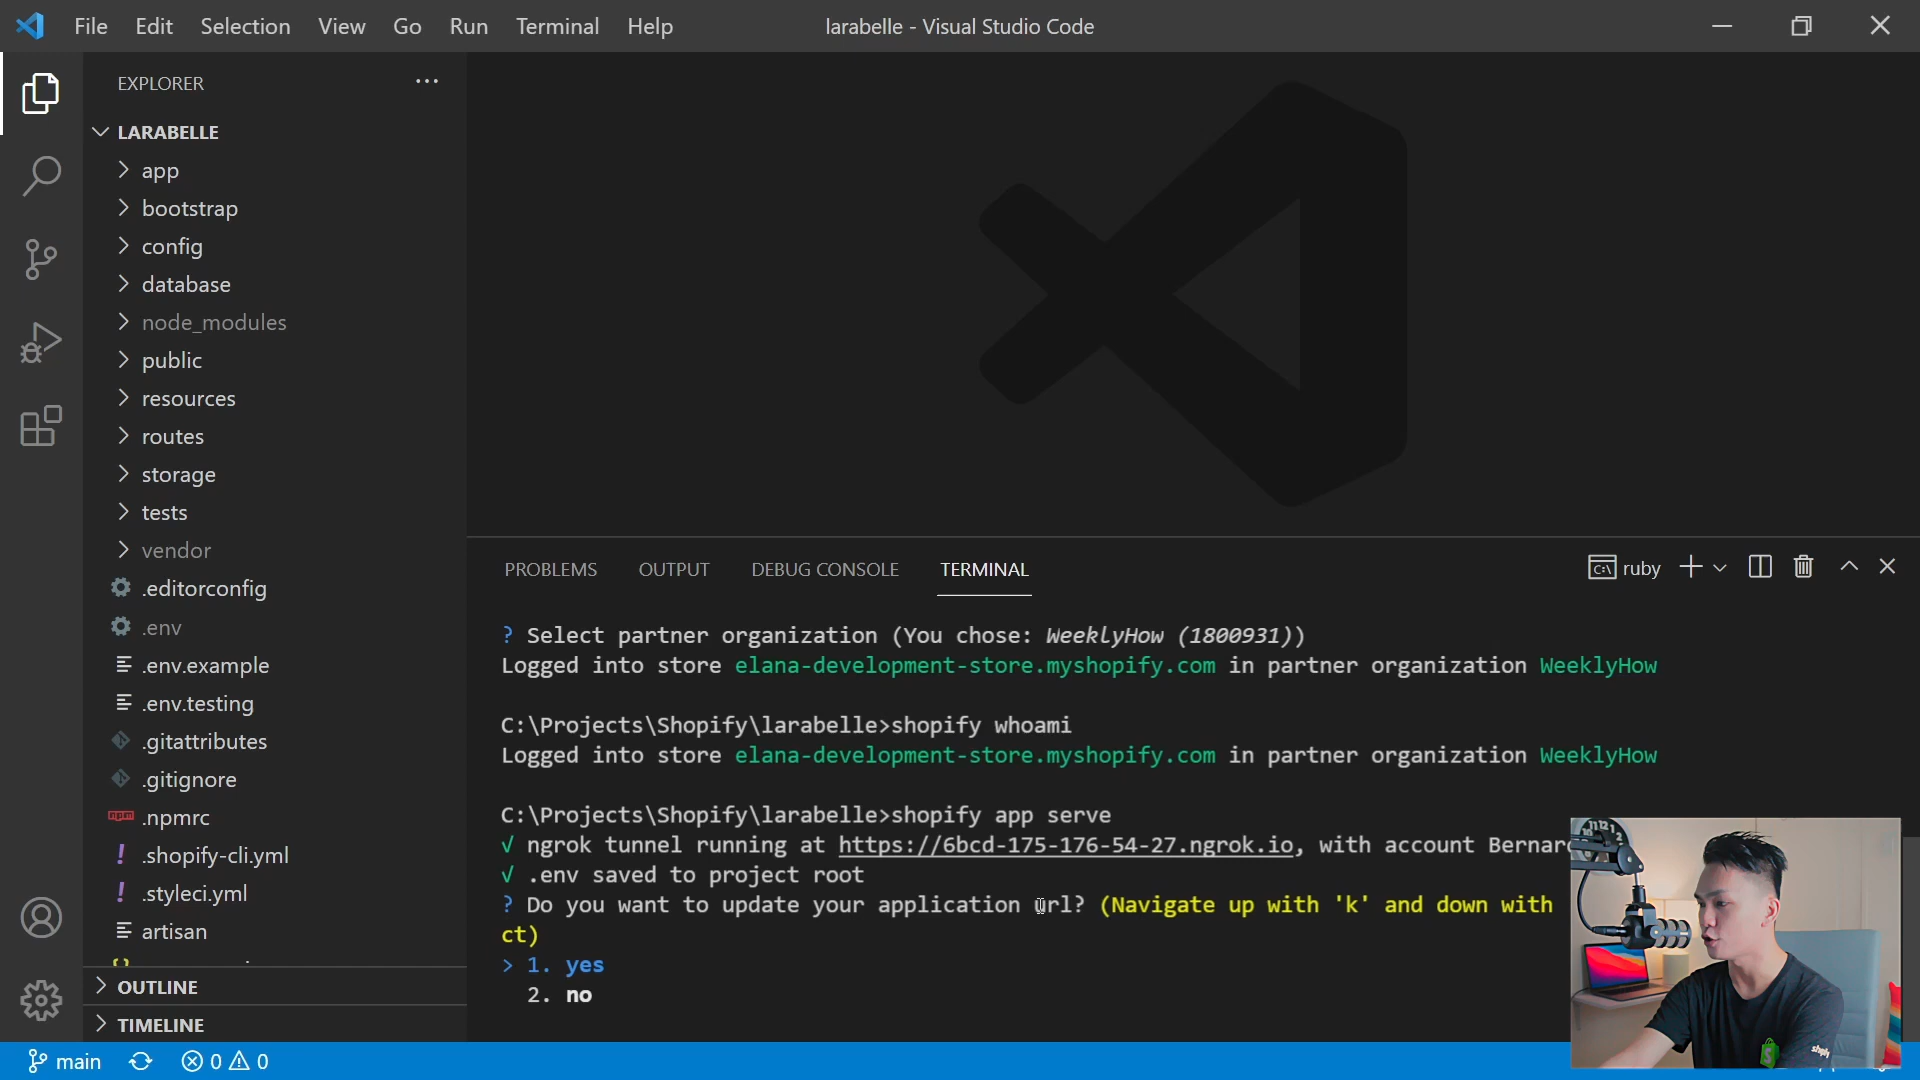 File Edit Selection View Go Run Terminal Help
larabelle - Visual Studio Code
EXPLORER
LARABELLE
app
bootstrap
config
database
node_modules
public
resources
routes
storage
tests
vendor
.editorconfig
.env
.env.example
.env.testing
.gitattributes
.gitignore
.npmrc
.shopify-cli.yml
.styleci.yml
artisan
OUTLINE
TIMELINE
PROBLEMS OUTPUT DEBUG CONSOLE TERMINAL
ruby
? Select partner organization (You chose: WeeklyHow (1800931))
Logged into store elana-development-store.myshopify.com in partner organization WeeklyHow
C:\Projects\Shopify\larabelle>shopify whoami
Logged into store elana-development-store.myshopify.com in partner organization WeeklyHow
C:\Projects\Shopify\larabelle>shopify app serve
√ ngrok tunnel running at https://6bcd-175-176-54-27.ngrok.io, with account Bernar
√ .env saved to project root
? Do you want to update your application url? (Navigate up with 'k' and down with
ct)
> 1. yes
2. no
main 0 0